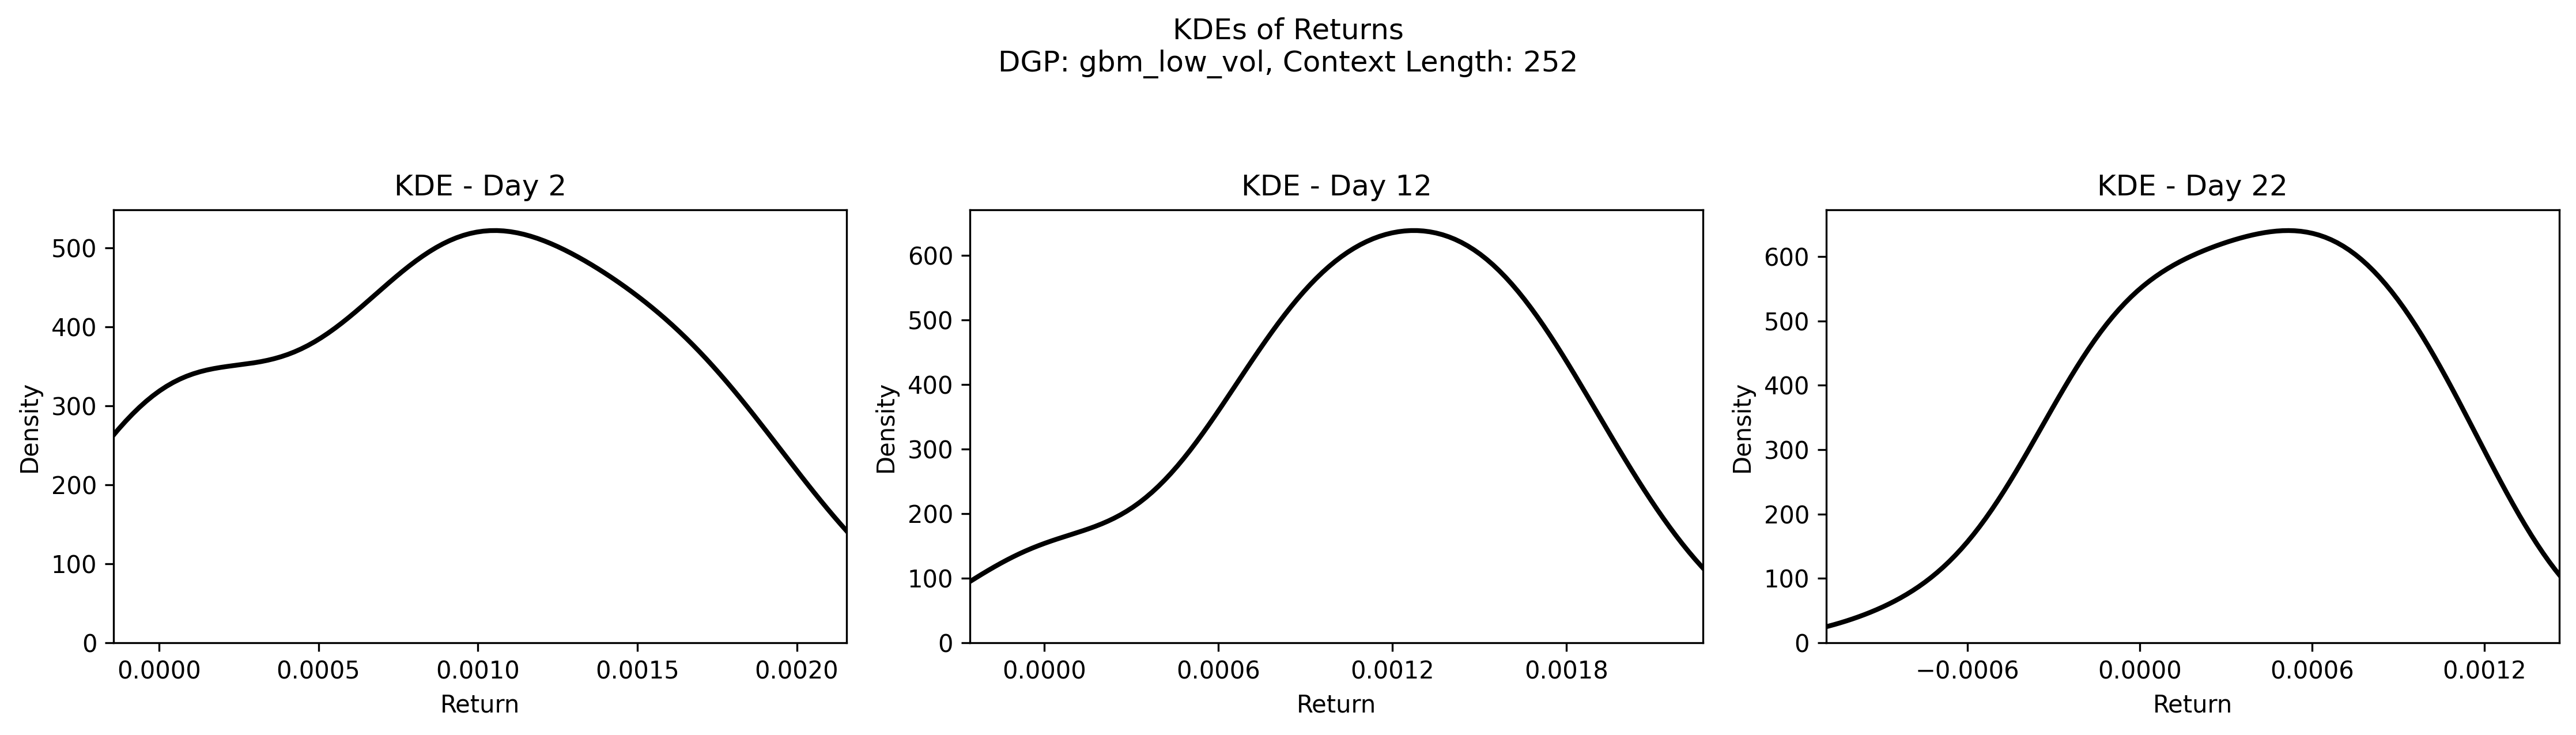 KDEs of Returns
DGP: gbm_low_vol, Context Length: 252
KDE - Day 2
Density
500
400
300
200
100
0
0.0000 0.0005 0.0010 0.0015 0.0020
Return
KDE - Day 12
Density
600
500
400
300
200
100
0
0.0000 0.0006 0.0012 0.0018
Return
KDE - Day 22
Density
600
500
400
300
200
100
0
−0.0006 0.0000 0.0006 0.0012
Return